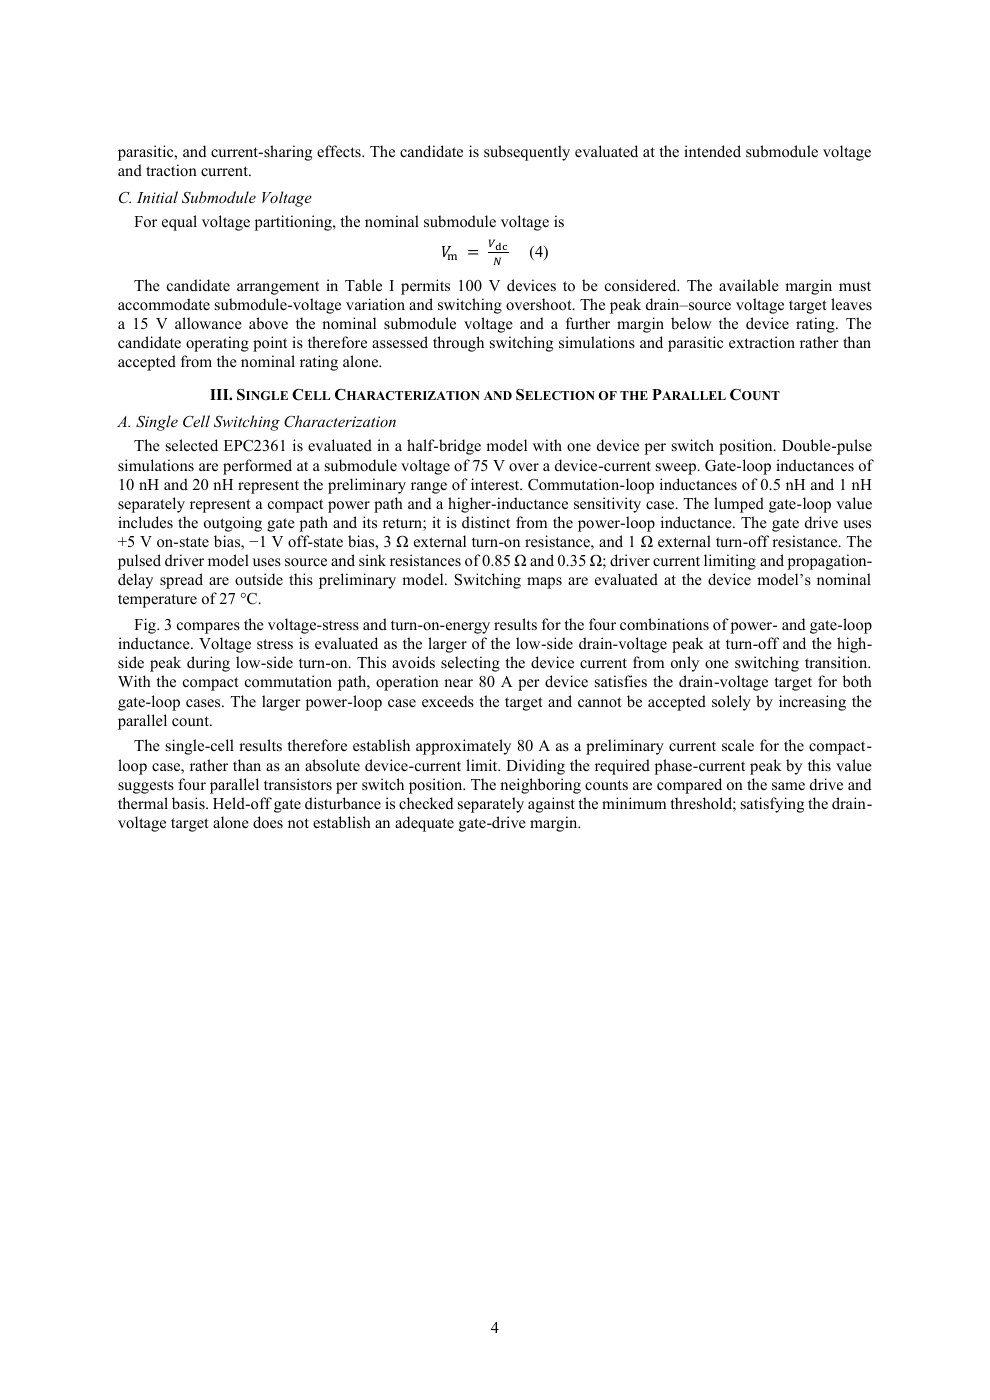 parasitic, and current-sharing effects. The candidate is subsequently evaluated at the intended submodule voltage
and traction current.
C. Initial Submodule Voltage
For equal voltage partitioning, the nominal submodule voltage is
V_m = V_dc / N (4)
The candidate arrangement in Table I permits 100 V devices to be considered. The available margin must
accommodate submodule-voltage variation and switching overshoot. The peak drain–source voltage target leaves
a 15 V allowance above the nominal submodule voltage and a further margin below the device rating. The
candidate operating point is therefore assessed through switching simulations and parasitic extraction rather than
accepted from the nominal rating alone.
III. SINGLE CELL CHARACTERIZATION AND SELECTION OF THE PARALLEL COUNT
A. Single Cell Switching Characterization
The selected EPC2361 is evaluated in a half-bridge model with one device per switch position. Double-pulse
simulations are performed at a submodule voltage of 75 V over a device-current sweep. Gate-loop inductances of
10 nH and 20 nH represent the preliminary range of interest. Commutation-loop inductances of 0.5 nH and 1 nH
separately represent a compact power path and a higher-inductance sensitivity case. The lumped gate-loop value
includes the outgoing gate path and its return; it is distinct from the power-loop inductance. The gate drive uses
+5 V on-state bias, −1 V off-state bias, 3 Ω external turn-on resistance, and 1 Ω external turn-off resistance. The
pulsed driver model uses source and sink resistances of 0.85 Ω and 0.35 Ω; driver current limiting and propagation-
delay spread are outside this preliminary model. Switching maps are evaluated at the device model’s nominal
temperature of 27 °C.
Fig. 3 compares the voltage-stress and turn-on-energy results for the four combinations of power- and gate-loop
inductance. Voltage stress is evaluated as the larger of the low-side drain-voltage peak at turn-off and the high-
side peak during low-side turn-on. This avoids selecting the device current from only one switching transition.
With the compact commutation path, operation near 80 A per device satisfies the drain-voltage target for both
gate-loop cases. The larger power-loop case exceeds the target and cannot be accepted solely by increasing the
parallel count.
The single-cell results therefore establish approximately 80 A as a preliminary current scale for the compact-
loop case, rather than as an absolute device-current limit. Dividing the required phase-current peak by this value
suggests four parallel transistors per switch position. The neighboring counts are compared on the same drive and
thermal basis. Held-off gate disturbance is checked separately against the minimum threshold; satisfying the drain-
voltage target alone does not establish an adequate gate-drive margin.
4